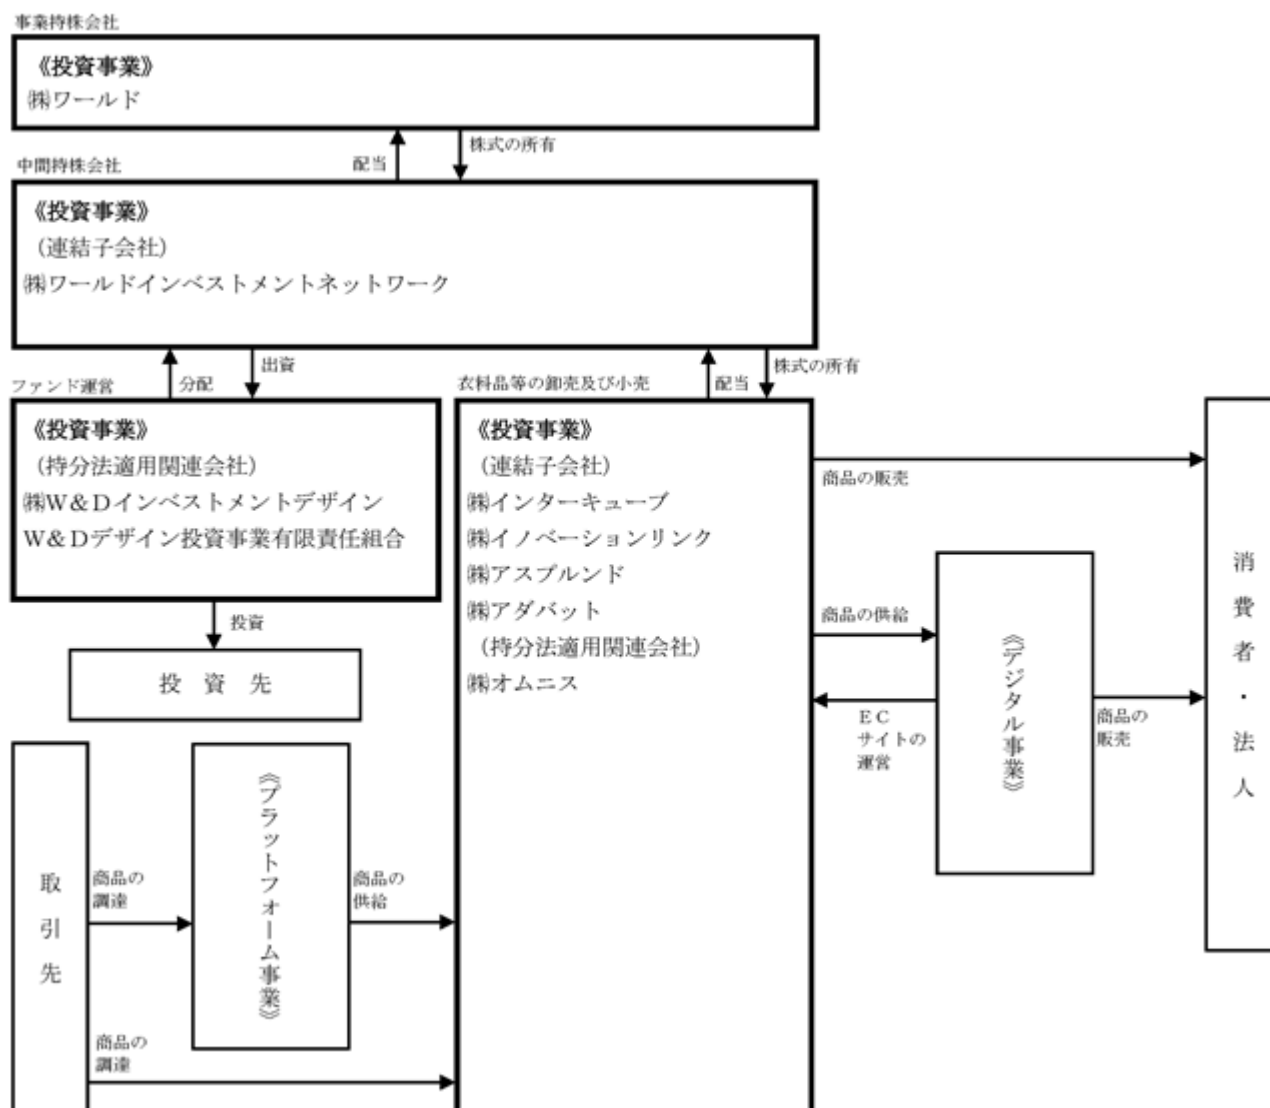 事業持株会社
《投資事業》
㈱ワールド
配当
株式の所有
中間持株会社
《投資事業》
（連結子会社）
㈱ワールドインベストメントネットワーク
分配
出資
配当
株式の所有
ファンド運営
《投資事業》
（持分法適用関連会社）
㈱Ｗ＆Ｄインベストメントデザイン
Ｗ＆Ｄデザイン投資事業有限責任組合
投資
投資先
衣料品等の卸売及び小売
《投資事業》
（連結子会社）
㈱インターキューブ
㈱イノベーションリンク
㈱アスプルンド
㈱アダバット
（持分法適用関連会社）
㈱オムニス
商品の販売
商品の供給
ＥＣ
サイトの
運営
《デジタル事業》
商品の
販売
消費者・法人
取引先
商品の
調達
《プラットフォーム事業》
商品の
供給
商品の
調達